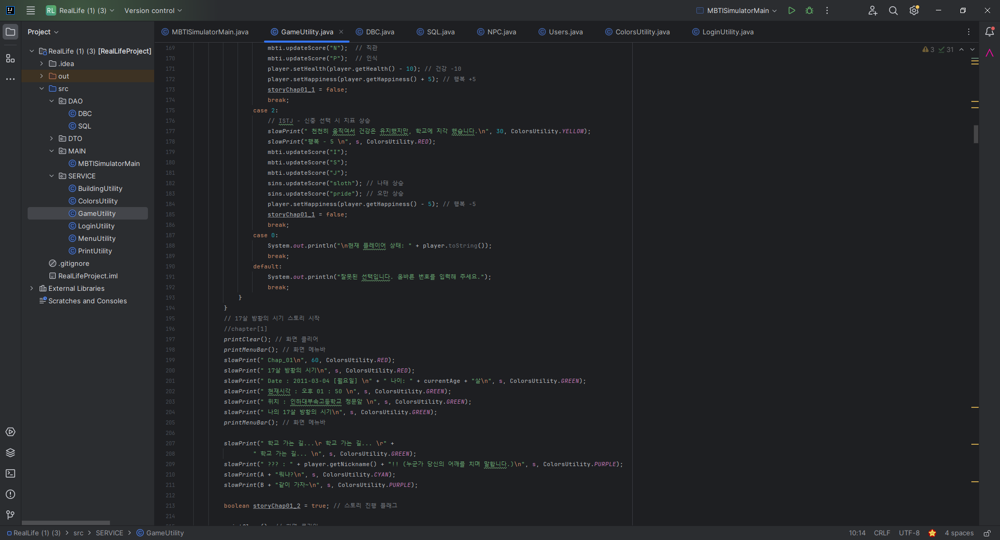 RL RealLife (1) (3) Version control MBTISimulatorMain
Project
MBTISimulatorMain.java GameUtility.java DBC.java SQL.java NPC.java Users.java ColorsUtility.java LoginUtility.java
RealLife (1) (3) [RealLifeProject]
.idea
out
src
DAO
DBC
SQL
DTO
MAIN
MBTISimulatorMain
SERVICE
BuildingUtility
ColorsUtility
GameUtility
LoginUtility
MenuUtility
PrintUtility
.gitignore
RealLifeProject.iml
External Libraries
Scratches and Consoles
3 31
169 mbti.updateScore("N"); // 직관
170 mbti.updateScore("P"); // 인식
171 player.setHealth(player.getHealth() - 10); // 건강 -10
172 player.setHappiness(player.getHappiness() + 5); // 행복 +5
173 storyChap01_1 = false;
174 break;
175 case 2:
176 // ISTJ - 신중 선택 시 지표 상승
177 slowPrint(" 천천히 움직여서 건강은 유지했지만, 학교에 지각 했습니다.\n", 30, ColorsUtility.YELLOW);
178 slowPrint("행복 - 5 \n", s, ColorsUtility.RED);
179 mbti.updateScore("I");
180 mbti.updateScore("S");
181 mbti.updateScore("J");
182 sins.updateScore("sloth"); // 나태 상승
183 sins.updateScore("pride"); // 오만 상승
184 player.setHappiness(player.getHappiness() - 5); // 행복 -5
185 storyChap01_1 = false;
186 break;
187 case 0:
188 System.out.println("\n현재 플레이어 상태: " + player.toString());
189 break;
190 default:
191 System.out.println("잘못된 선택입니다. 올바른 번호를 입력해 주세요.");
192 break;
193 }
194 }
195 // 17살 방황의 시기 스토리 시작
196 //chapter[1]
197 printClear(); // 화면 클리어
198 printMenuBar(); // 화면 메뉴바
199 slowPrint(" Chap_01\n", 60, ColorsUtility.RED);
200 slowPrint(" 17살 방황의 시기\n", s, ColorsUtility.RED);
201 slowPrint(" Date : 2011-03-04 [월요일] \n" + " 나이: " + currentAge + "살\n", s, ColorsUtility.GREEN);
202 slowPrint(" 현재시각 : 오후 01 : 50 \n", s, ColorsUtility.GREEN);
203 slowPrint(" 위치 : 인하대부속고등학교 정문앞 \n", s, ColorsUtility.GREEN);
204 slowPrint(" 나의 17살 방황의 시기\n", s, ColorsUtility.GREEN);
205 printMenuBar(); // 화면 메뉴바
206
207 slowPrint(" 학교 가는 길...\r 학교 가는 길... \r" +
208 " 학교 가는 길... \n", s, ColorsUtility.GREEN);
209 slowPrint(" ??? : " + player.getNickname() + "!! (누군가 당신의 어깨를 치며 말합니다.)\n", s, ColorsUtility.PURPLE);
210 slowPrint(A + "뭐냐?\n", s, ColorsUtility.CYAN);
211 slowPrint(B + "같이 가자~\n", s, ColorsUtility.PURPLE);
212
213 boolean storyChap01_2 = true; // 스토리 진행 플래그
214
RealLife (1) (3) > src > SERVICE > GameUtility
10:14 CRLF UTF-8 4 spaces